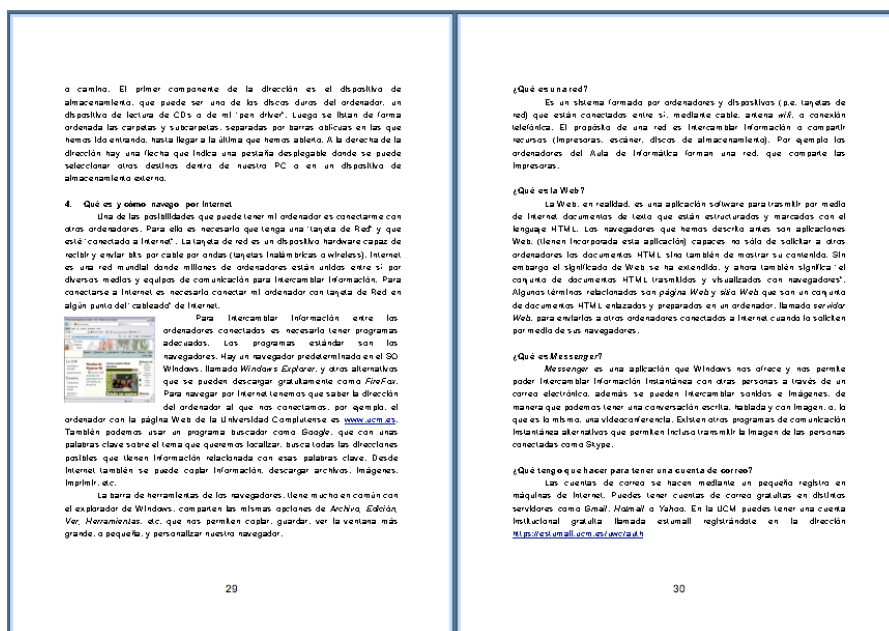 o camino. El primer componente de la dirección es el dispositivo de
almacenamiento, que puede ser uno de los discos duros del ordenador, un
dispositivo de lectura de CDs o de mi "pen driver". Luego se listan de forma
ordenada las carpetas y subcarpetas, separadas por barras oblicuas en las que
hemos ido entrando, hasta llegar a la última que hemos abierto. A la derecha de la
dirección hay una flecha que indica una pestaña desplegable donde se puede
seleccionar otros destinos dentro de nuestro PC o en un dispositivo de
almacenamiento externo.
4. Qué es y cómo navego por Internet
Una de las posibilidades que puede tener mi ordenador es conectarme con
otros ordenadores. Para ello es necesario que tenga una "tarjeta de Red" y que
esté "conectado a Internet". La tarjeta de red es un dispositivo hardware capaz de
recibir y enviar bits por cable por ondas (tarjetas inalámbricas o wireless). Internet
es una red mundial donde millones de ordenadores están unidos entre sí por
diversos medios y equipos de comunicación para intercambiar información. Para
conectarse a Internet es necesario conectar mi ordenador con tarjeta de Red en
algún punto del "cableado" de Internet.
Para intercambiar información entre los
ordenadores conectados es necesario tener programas
adecuados. Los programas estándar son los
navegadores. Hay un navegador predeterminado en el SO
Windows, llamado Windows Explorer, y otros alternativos
que se pueden descargar gratuitamente como FireFox.
Para navegar por Internet tenemos que saber la dirección
del ordenador al que nos conectamos, por ejemplo, el
ordenador con la página Web de la Universidad Complutense es www.ucm.es.
También podemos usar un programa buscador como Google, que con unas
palabras clave sobre el tema que queremos localizar, busca todas las direcciones
posibles que tienen información relacionada con esas palabras clave. Desde
Internet también se puede copiar información, descargar archivos, imágenes,
imprimir, etc.
La barra de herramientas de los navegadores, tiene mucho en común con
el explorador de Windows, comparten las mismas opciones de Archivo, Edición,
Ver, Herramientas, etc. que nos permiten copiar, guardar, ver la ventana más
grande, o pequeña, y personalizar nuestro navegador.
29
¿Qué es una red?
Es un sistema formado por ordenadores y dispositivos (p.e. tarjetas de
red) que están conectados entre sí, mediante cable, antena wifi, o conexión
telefónica. El propósito de una red es intercambiar información o compartir
recursos (impresoras, escáner, discos de almacenamiento). Por ejemplo los
ordenadores del Aula de Informática forman una red, que comparte las
impresoras.
¿Qué es la Web?
La Web, en realidad, es una aplicación software para trasmitir por medio
de Internet documentos de texto que están estructurados y marcados con el
lenguaje HTML. Los navegadores que hemos descrito antes son aplicaciones
Web, (tienen incorporada esta aplicación) capaces no sólo de solicitar a otros
ordenadores los documentos HTML sino también de mostrar su contenido. Sin
embargo el significado de Web se ha extendido, y ahora también significa "el
conjunto de documentos HTML trasmitidos y visualizados con navegadores".
Algunos términos relacionados son página Web y sitio Web que son un conjunto
de documentos HTML enlazados y preparados en un ordenador, llamado servidor
Web, para enviarlos a otros ordenadores conectados a Internet cuando lo soliciten
por medio de sus navegadores.
¿Qué es Messenger?
Messenger es una aplicación que Windows nos ofrece y nos permite
poder intercambiar información instantánea con otras personas a través de un
correo electrónico, además se pueden intercambiar sonidos e imágenes, de
manera que podemos tener una conversación escrita, hablada y con imagen, o, lo
que es lo mismo, una videoconferencia. Existen otros programas de comunicación
instantánea alternativos que permiten incluso transmitir la imagen de las personas
conectadas como Skype.
¿Qué tengo que hacer para tener una cuenta de correo?
Las cuentas de correo se hacen mediante un pequeño registro en
máquinas de Internet. Puedes tener cuentas de correo gratuitas en distintos
servidores como Gmail, Hotmail o Yahoo. En la UCM puedes tener una cuenta
institucional gratuita llamada estumail registrándote en la dirección
https://estumail.ucm.es/uwc/auth
30